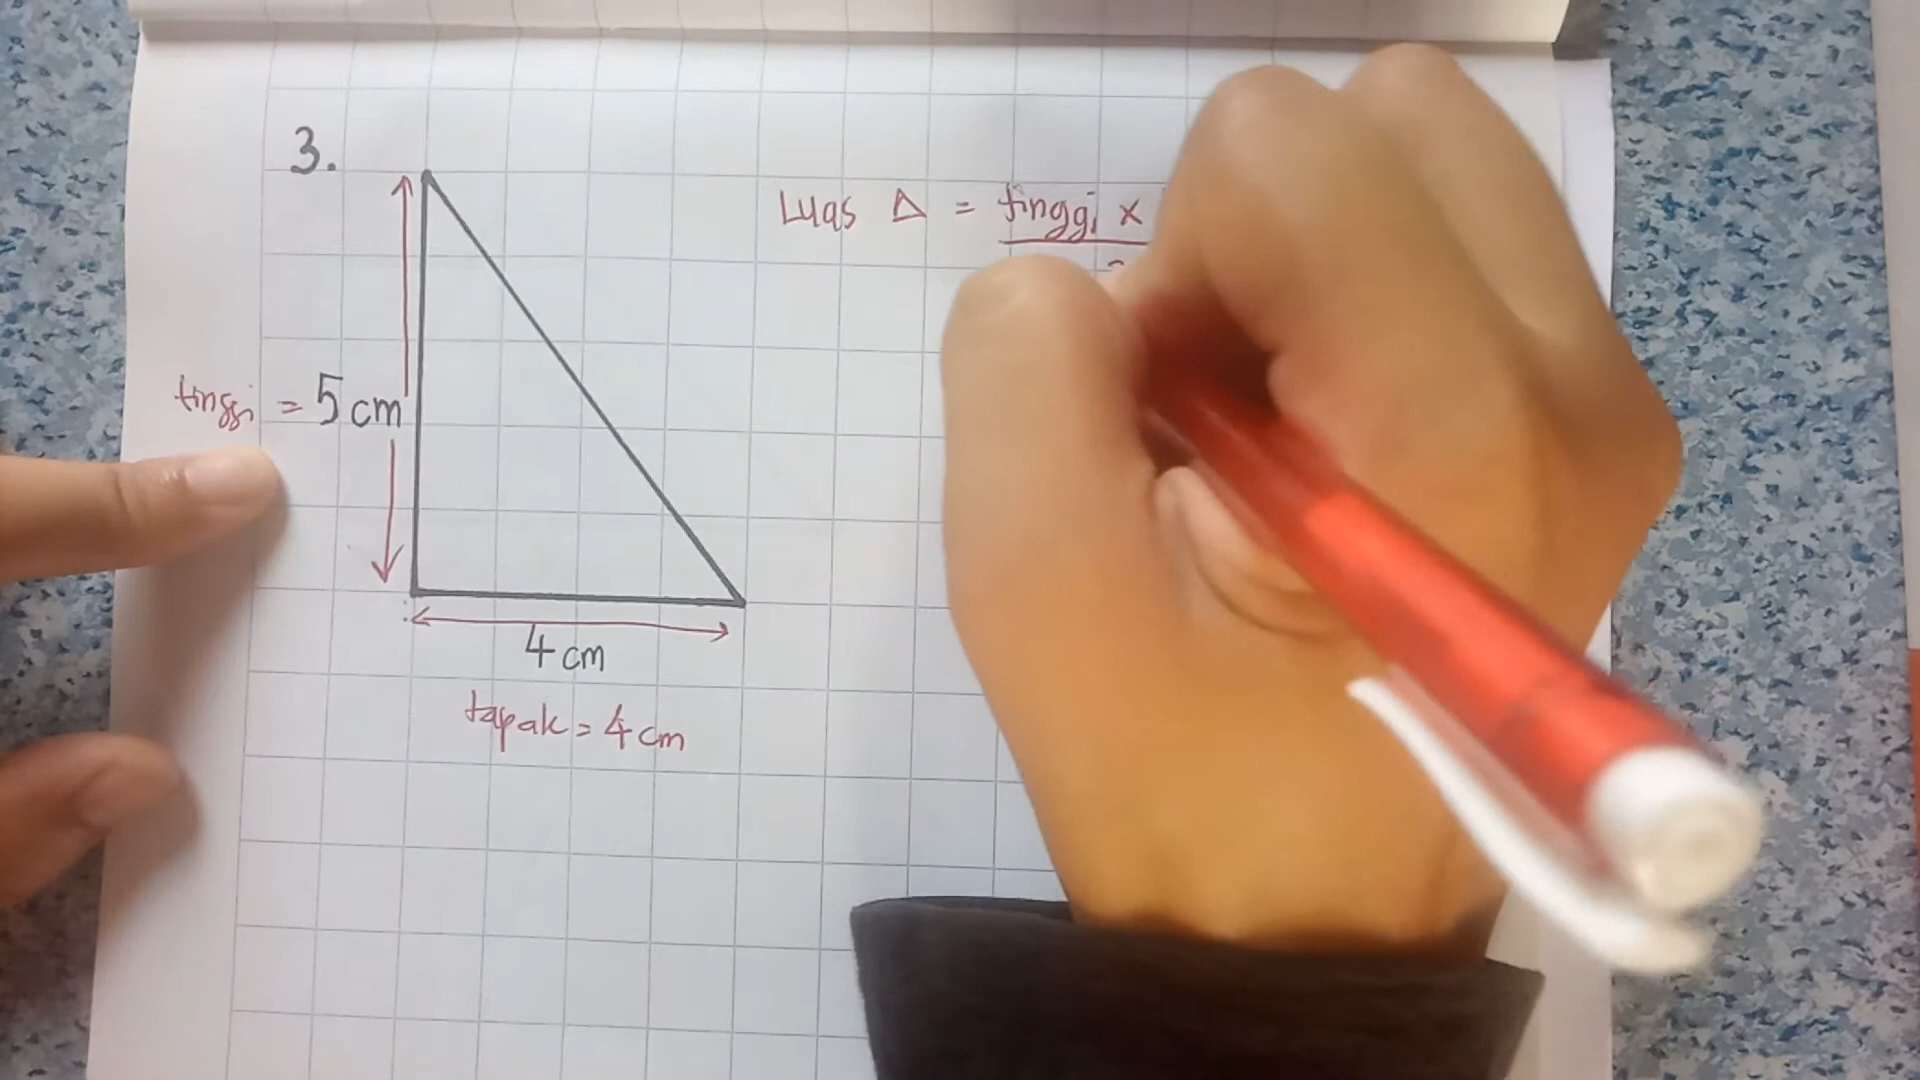 3.
Luas Δ = tinggi ×
tinggi = 5 cm
4 cm
tapak = 4 cm